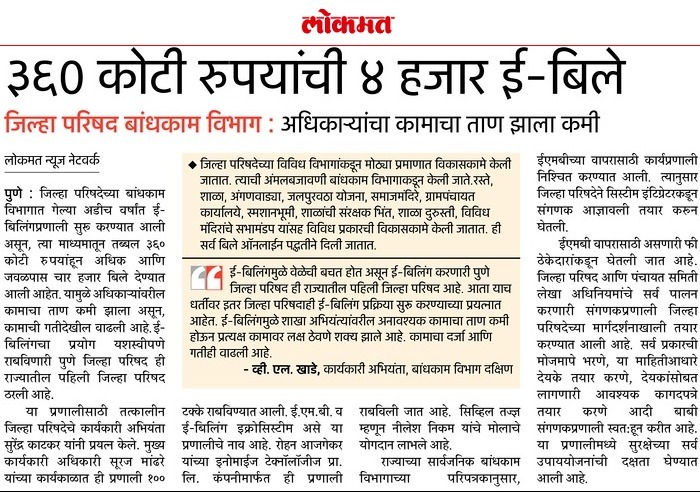 लोकमत
३६० कोटी रुपयांची ४ हजार ई-बिले
जिल्हा परिषद बांधकाम विभाग : अधिकाऱ्यांचा कामाचा ताण झाला कमी
लोकमत न्यूज नेटवर्क
पुणे : जिल्हा परिषदेच्या बांधकाम
विभागात गेल्या अडीच वर्षांत ई-
बिलिंगप्रणाली सुरू करण्यात आली
असून, त्या माध्यमातून तब्बल ३६०
कोटी रुपयांहून अधिक आणि
जवळपास चार हजार बिले देण्यात
आली आहेत. यामुळे अधिकाऱ्यांवरील
कामाचा ताण कमी झाला असून,
कामाची गतीदेखील वाढली आहे. ई-
बिलिंगचा प्रयोग यशस्वीपणे
राबविणारी पुणे जिल्हा परिषद ही
राज्यातील पहिली जिल्हा परिषद
ठरली आहे.
या प्रणालीसाठी तत्कालीन
जिल्हा परिषदेचे कार्यकारी अभियंता
सुरेंद्र काटकर यांनी प्रयत्न केले. मुख्य
कार्यकारी अधिकारी सूरज मांढरे
यांच्या कार्यकाळात ही प्रणाली १००
◆ जिल्हा परिषदेच्या विविध विभागांकडून मोठ्या प्रमाणात विकासकामे केली
जातात. त्याची अंमलबजावणी बांधकाम विभागाकडून केली जाते.रस्ते,
शाळा, अंगणवाड्या, जलपुरवठा योजना, समाजमंदिरे, ग्रामपंचायत
कार्यालये, स्मशानभूमी, शाळांची संरक्षक भिंत, शाळा दुरुस्ती, विविध
मंदिरांचे सभामंडप यांसह विविध प्रकारची विकासकामे केली जातात. ही
सर्व बिले ऑनलाईन पद्धतीने दिली जातात.
ई-बिलिंगमुळे वेळेची बचत होत असून ई-बिलिंग करणारी पुणे
जिल्हा परिषद ही राज्यातील पहिली जिल्हा परिषद आहे. आता याच
धर्तीवर इतर जिल्हा परिषदाही ई-बिलिंग प्रक्रिया सुरु करण्याच्या प्रयत्नात
आहेत. ई-बिलिंगमुळे शाखा अभियंत्यांवरील अनावश्यक कामाचा ताण कमी
होऊन प्रत्यक्ष कामावर लक्ष ठेवणे शक्य झाले आहे. कामाचा दर्जा आणि
गतीही वाढली आहे.
- व्ही. एल. खाडे, कार्यकारी अभियंता, बांधकाम विभाग दक्षिण
टक्के राबविण्यात आली. ई.एम.बी. व
ई-बिलिंग इकोसिस्टीम असे या
प्रणालीचे नाव आहे. रोहन आजगेकर
यांच्या इनोमाईज टेक्नॉलॉजीज प्रा.
लि. कंपनीमार्फत ही प्रणाली
राबविली जात आहे. सिव्हिल तज्ज्ञ
म्हणून नीलेश निकम यांचे मोलाचे
योगदान लाभले आहे.
राज्याच्या सार्वजनिक बांधकाम
विभागाच्या परिपत्रकानुसार,
ईएमबीच्या वापरासाठी कार्यप्रणाली
निश्चित करण्यात आली. त्यानुसार
जिल्हा परिषदेने सिस्टीम इंटिग्रेटरकडून
संगणक आज्ञावली तयार करून
घेतली.
ईएमबी वापरासाठी असणारी फी
ठेकेदारांकडून घेतली जात आहे.
जिल्हा परिषद आणि पंचायत समिती
लेखा अधिनियमांचे सर्व पालन
करणारी संगणकप्रणाली जिल्हा
परिषदेच्या मार्गदर्शनाखाली तयार
करण्यात आली आहे. सर्व प्रकारची
मोजमापे भरणे, या माहितीआधारे
देयके तयार करणे, देयकांसोबत
लागणारी आवश्यक कागदपत्रे
तयार करणे आदी बाबी
संगणकप्रणाली स्वत:हून करीत आहे.
या प्रणालीमध्ये सुरक्षेच्या सर्व
उपाययोजनांची दक्षता घेण्यात
आली आहे.